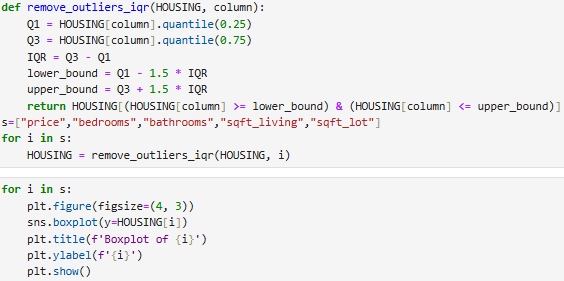 def remove_outliers_iqr(HOUSING, column):
    Q1 = HOUSING[column].quantile(0.25)
    Q3 = HOUSING[column].quantile(0.75)
    IQR = Q3 - Q1
    lower_bound = Q1 - 1.5 * IQR
    upper_bound = Q3 + 1.5 * IQR
    return HOUSING[(HOUSING[column] >= lower_bound) & (HOUSING[column] <= upper_bound)]
s=["price","bedrooms","bathrooms","sqft_living","sqft_lot"]
for i in s:
    HOUSING = remove_outliers_iqr(HOUSING, i)
for i in s:
    plt.figure(figsize=(4, 3))
    sns.boxplot(y=HOUSING[i])
    plt.title(f'Boxplot of {i}')
    plt.ylabel(f'{i}')
    plt.show()